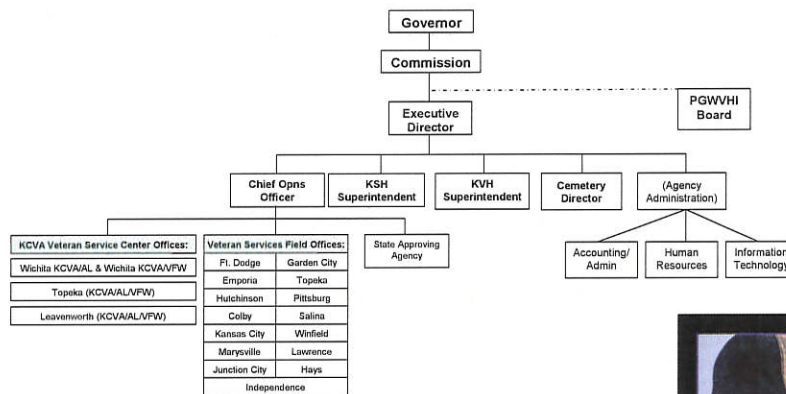 Governor
Commission
PGWVHI
Board
Executive
Director
Chief Opns
Officer
KSH
Superintendent
KVH
Superintendent
Cemetery
Director
(Agency
Administration)
KCVA Veteran Service Center Offices:
Wichita KCVA/AL & Wichita KCVA/VFW
Topeka (KCVA/AL/VFW)
Leavenworth (KCVA/AL/VFW)
Veteran Services Field Offices:
Ft. Dodge Garden City
Emporia Topeka
Hutchinson Pittsburg
Colby Salina
Kansas City Winfield
Marysville Lawrence
Junction City Hays
Independence
State Approving
Agency
Accounting/
Admin
Human
Resources
Information
Technology